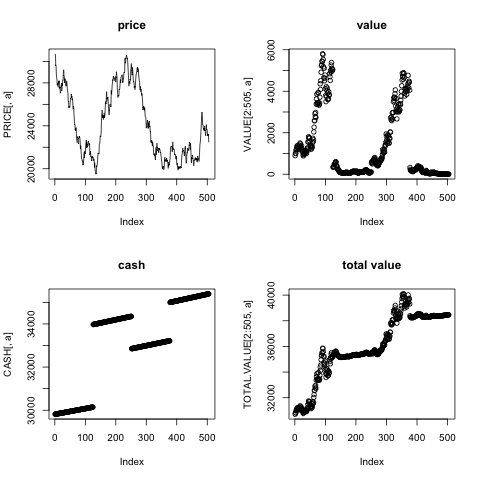 price
value
PRICE[, a]
20000 24000 28000
0 100 200 300 400 500
Index
VALUE[2:505, a]
0 2000 4000 6000
0 100 200 300 400 500
Index
cash
total value
CASH[, a]
30000 32000 34000
0 100 200 300 400 500
Index
TOTAL.VALUE[2:505, a]
32000 36000 40000
0 100 200 300 400 500
Index